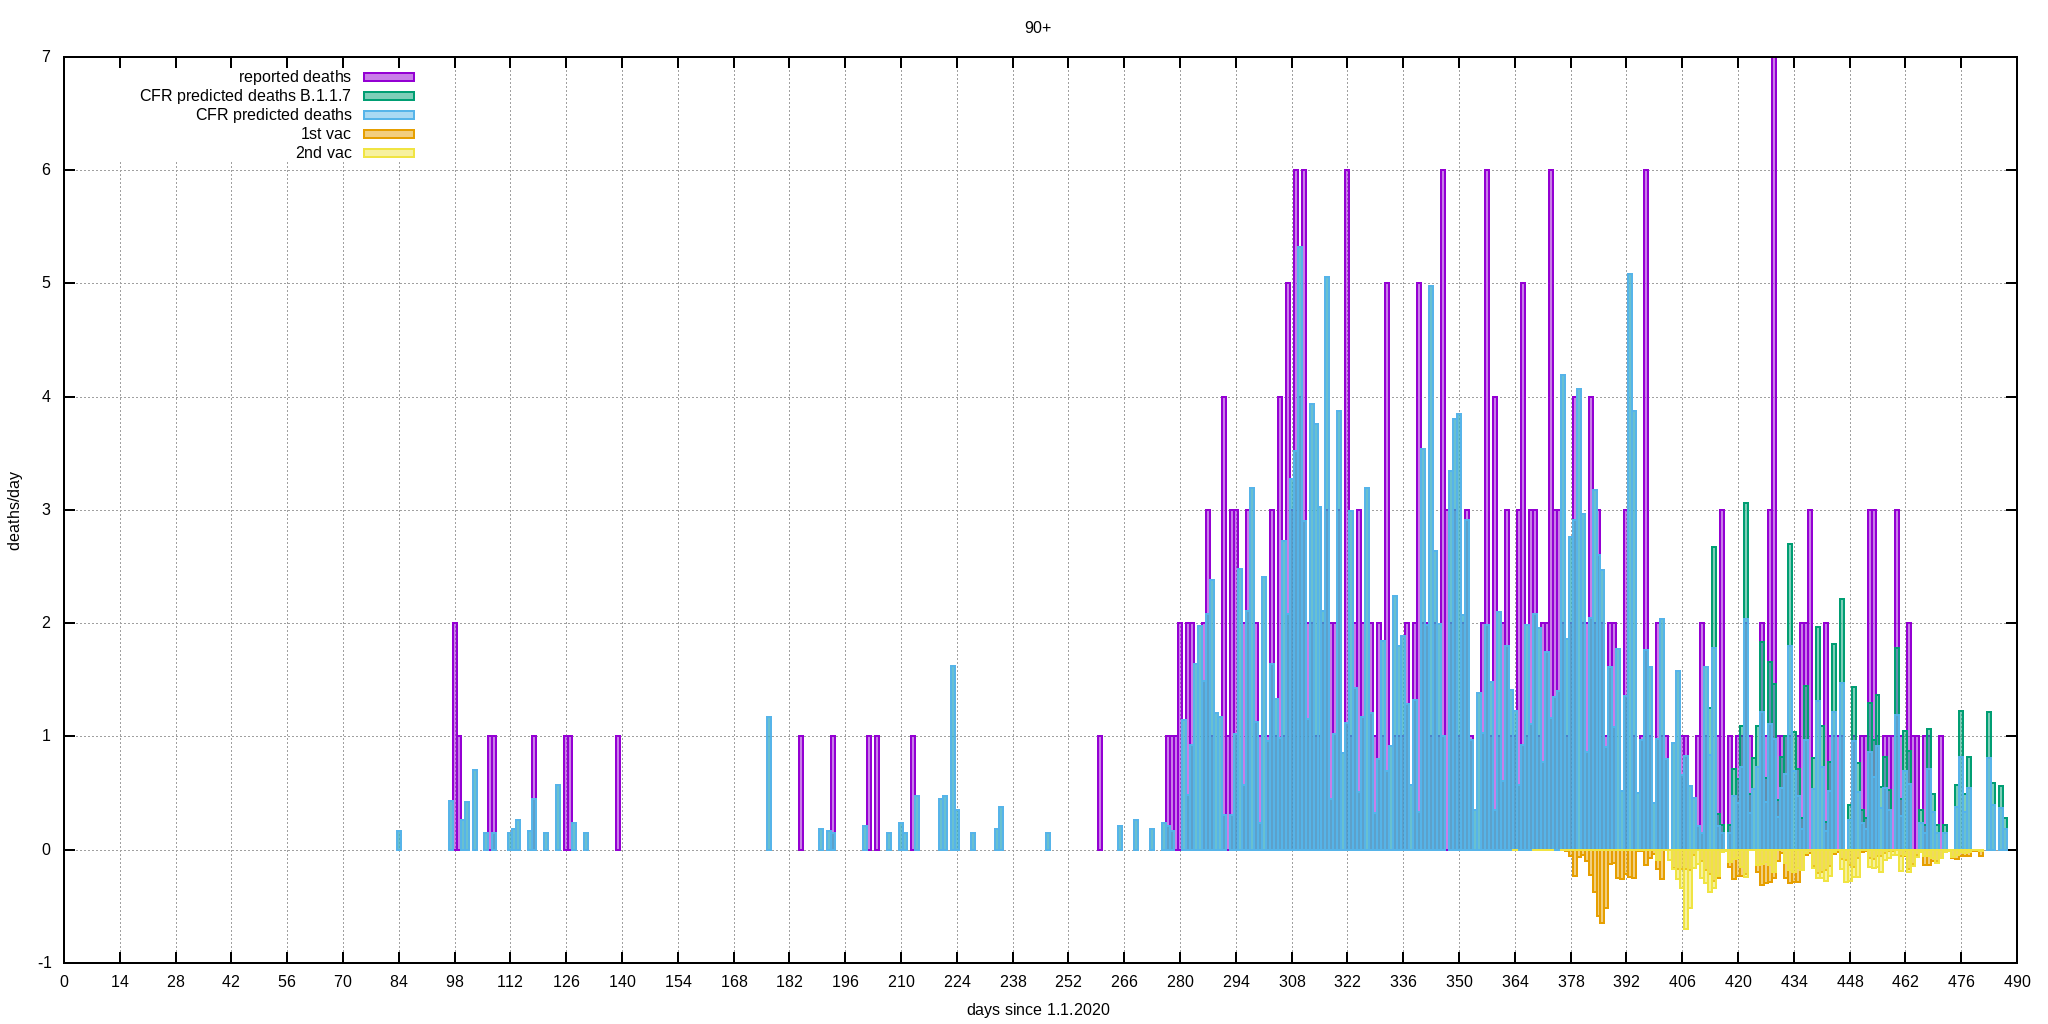 90+
reported deaths
CFR predicted deaths B.1.1.7
CFR predicted deaths
1st vac
2nd vac
7
6
5
4
3
2
1
0
-1
deaths/day
0 14 28 42 56 70 84 98 112 126 140 154 168 182 196 210 224 238 252 266 280 294 308 322 336 350 364 378 392 406 420 434 448 462 476 490
days since 1.1.2020